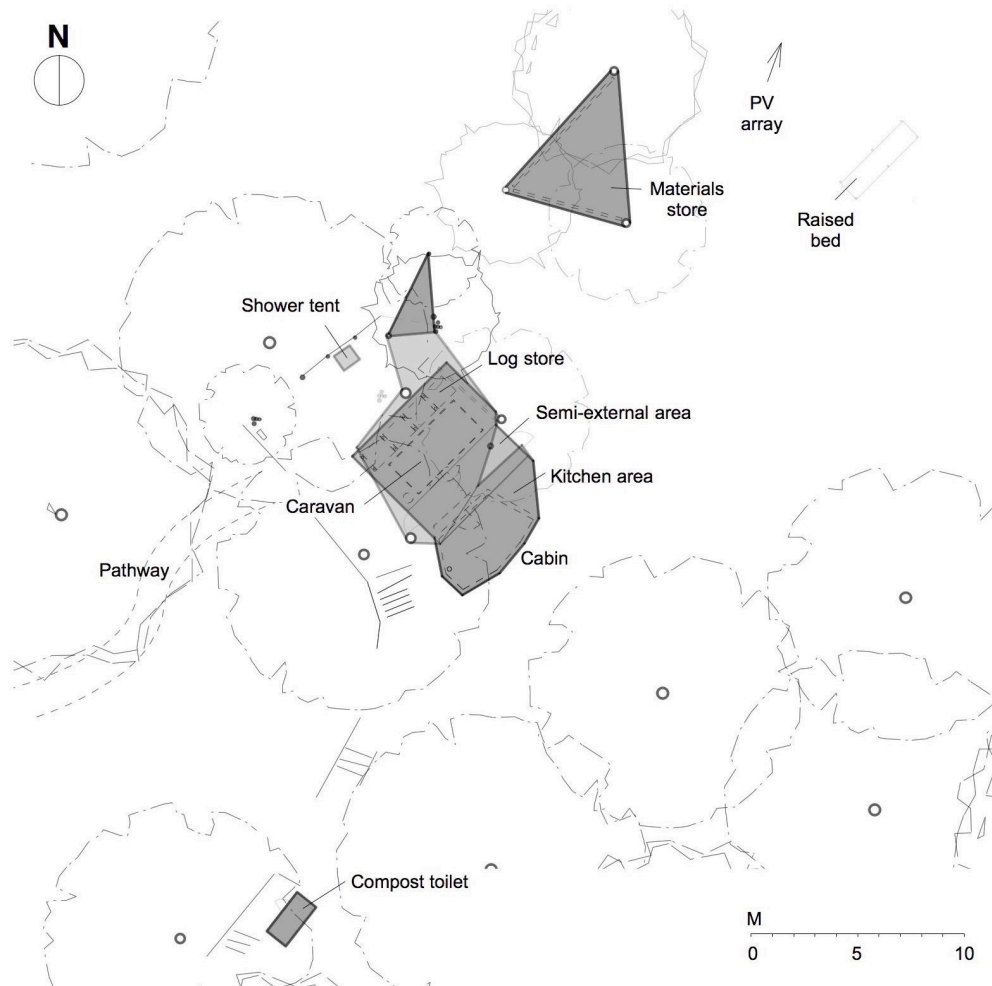 N
PV
array
Materials
store
Raised
bed
Shower tent
Log store
Semi-external area
Kitchen area
Caravan
Cabin
Pathway
Compost toilet
M
0 5 10